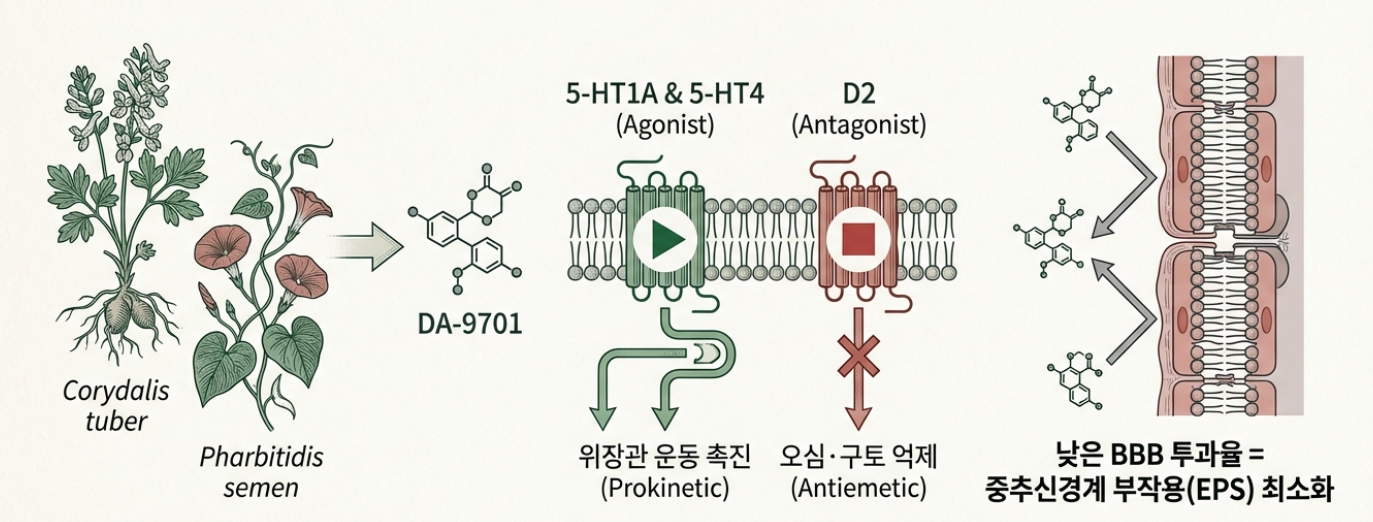 Corydalis
tuber
Pharbitidis
semen
DA-9701
5-HT1A & 5-HT4
(Agonist)
D2
(Antagonist)
위장관 운동 촉진
(Prokinetic)
오심·구토 억제
(Antiemetic)
낮은 BBB 투과율 =
중추신경계 부작용(EPS) 최소화